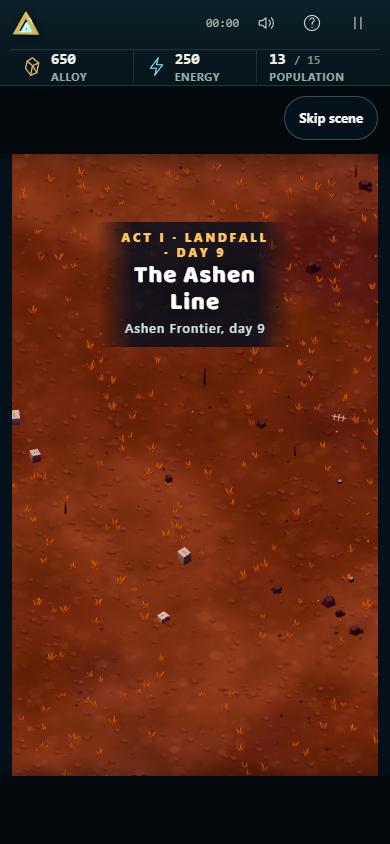 00:00
650
ALLOY
250
ENERGY
13 / 15
POPULATION
Skip scene
ACT I · LANDFALL
· DAY 9
The Ashen
Line
Ashen Frontier, day 9